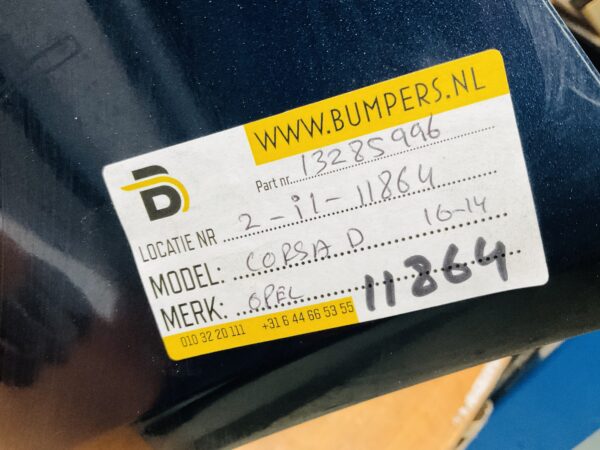 WWW.BUMPERS.NL
Part nr. 13285996
LOCATIE NR 2-i1-11864
MODEL: CORSA D 10-14
MERK: OPEL 11864
010 32 20 111 +31 6 44 66 53 55